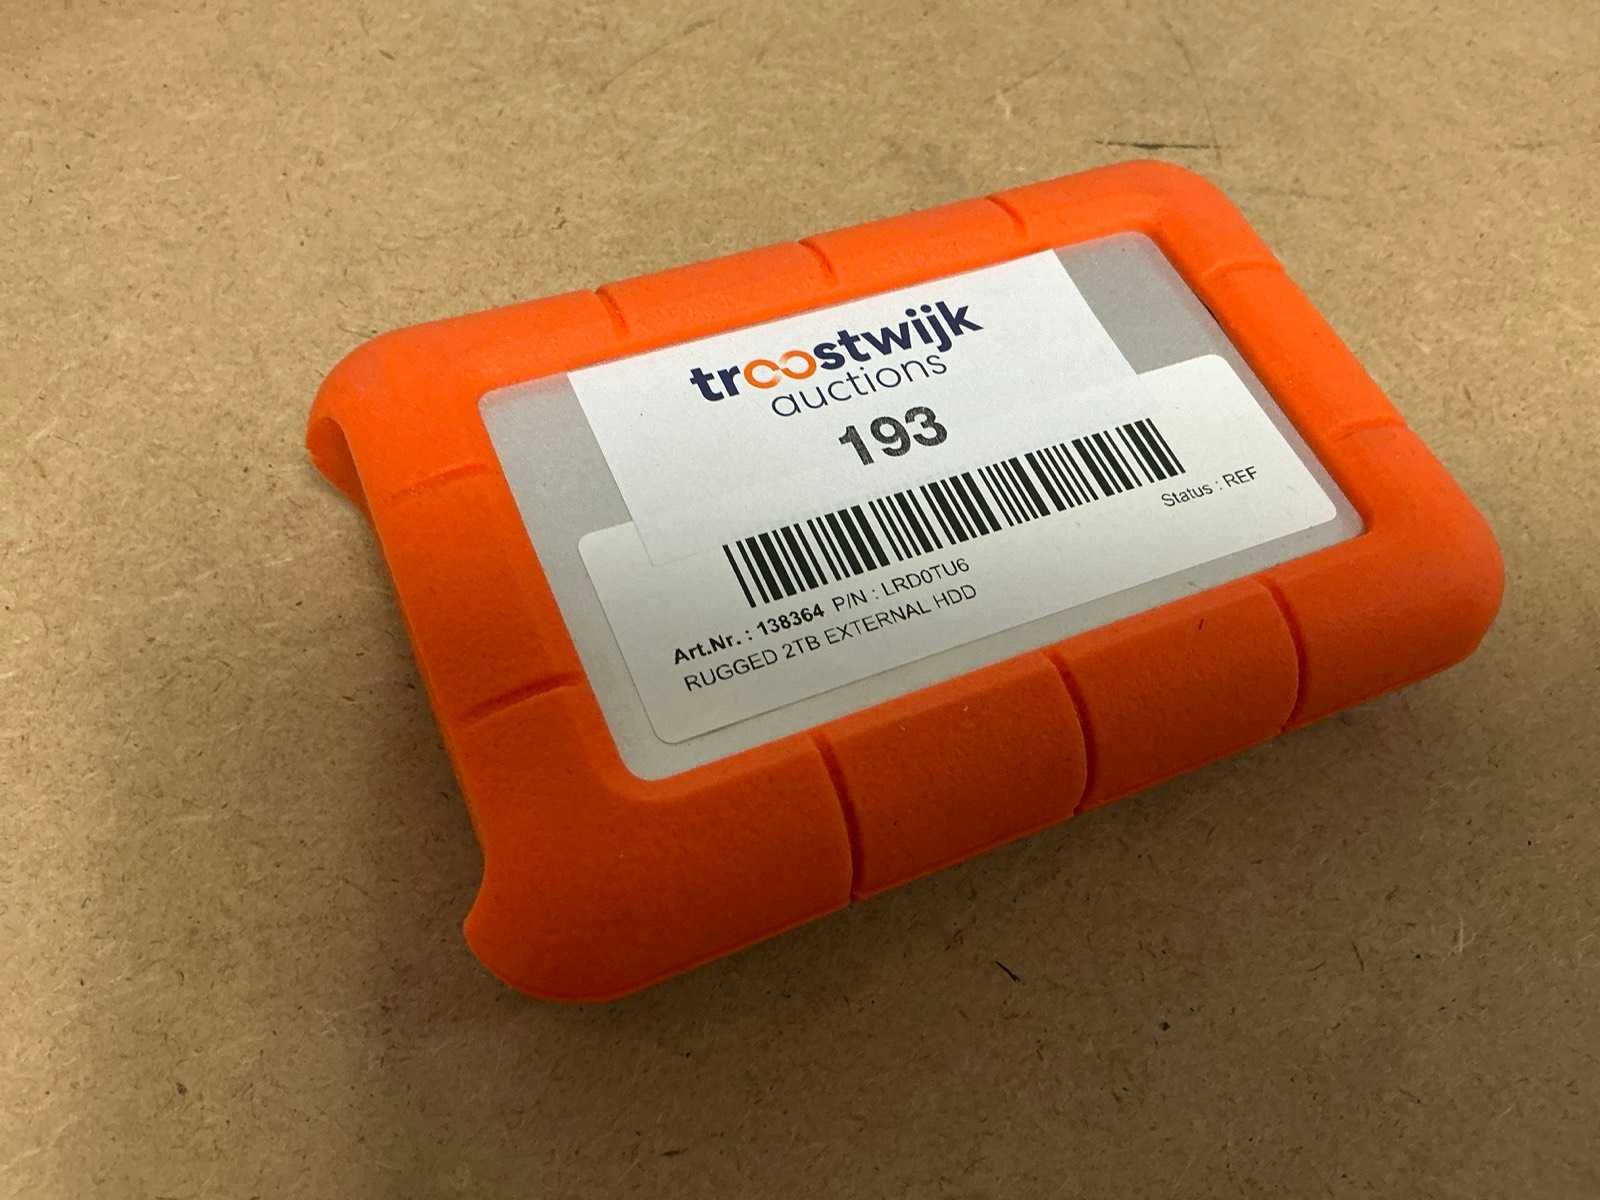 troostwijk
auctions
193
Status : REF
Art.Nr. : 138364 P/N : LRD0TU6
RUGGED 2TB EXTERNAL HDD